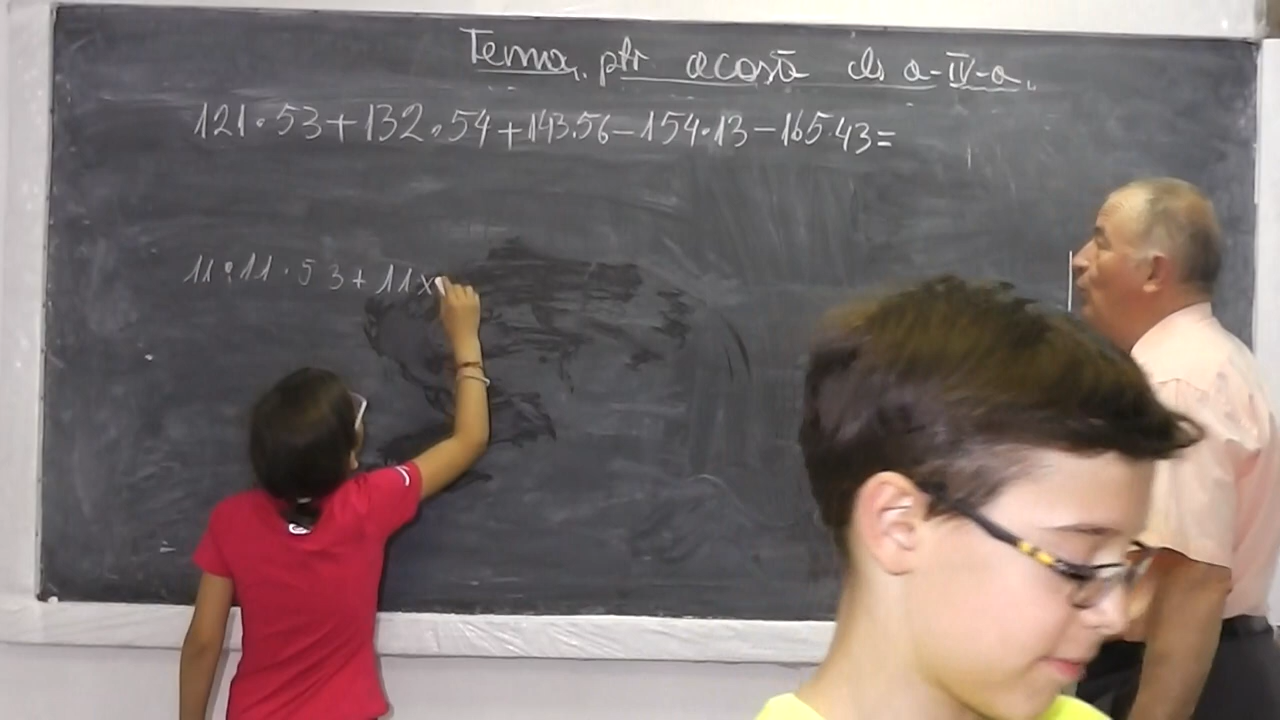 Tema ptr acasă cls a-IV-a.
121·53+132·54+143·56-154·13-165·43=
11·11·53+11x